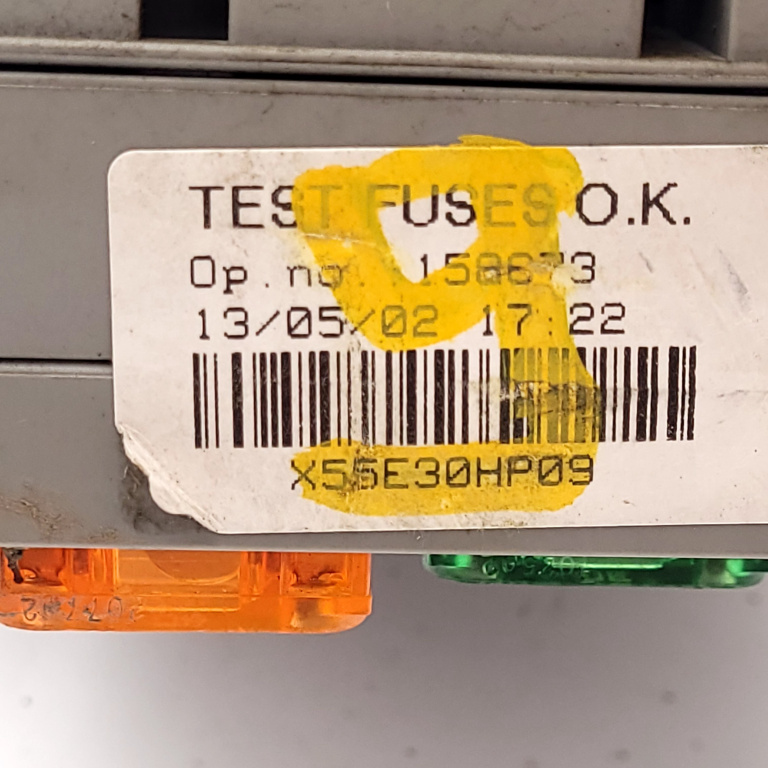 TEST FUSES O.K.
Op.no. :150673
13/05/02 17:22
X55E30HP09